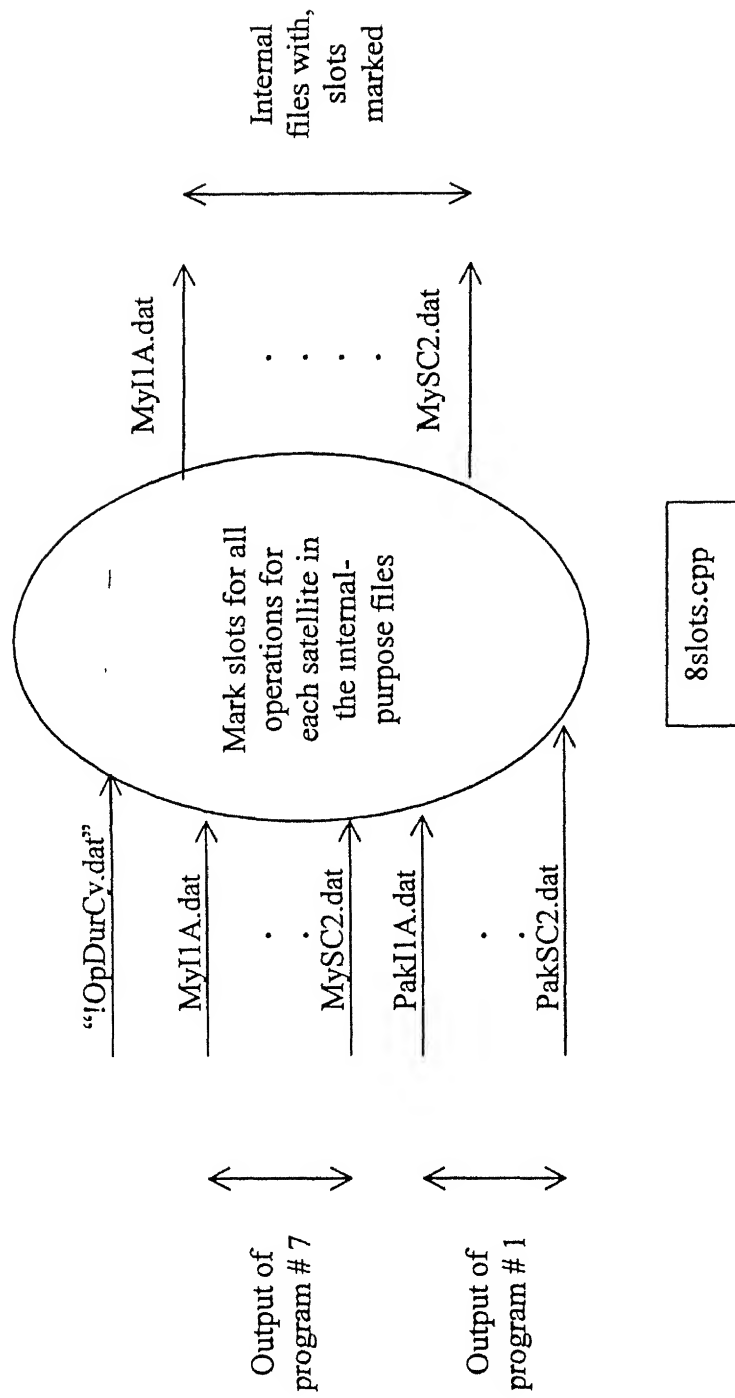 Output of
program # 7
Output of
program # 1
"!OpDurCy.dat"
MyI1A.dat
MySC2.dat
PakI1A.dat
PakSC2.dat
Mark slots for all
operations for
each satellite in
the internal-
purpose files
MyI1A.dat
MySC2.dat
Internal
files with,
slots
marked
8slots.cpp